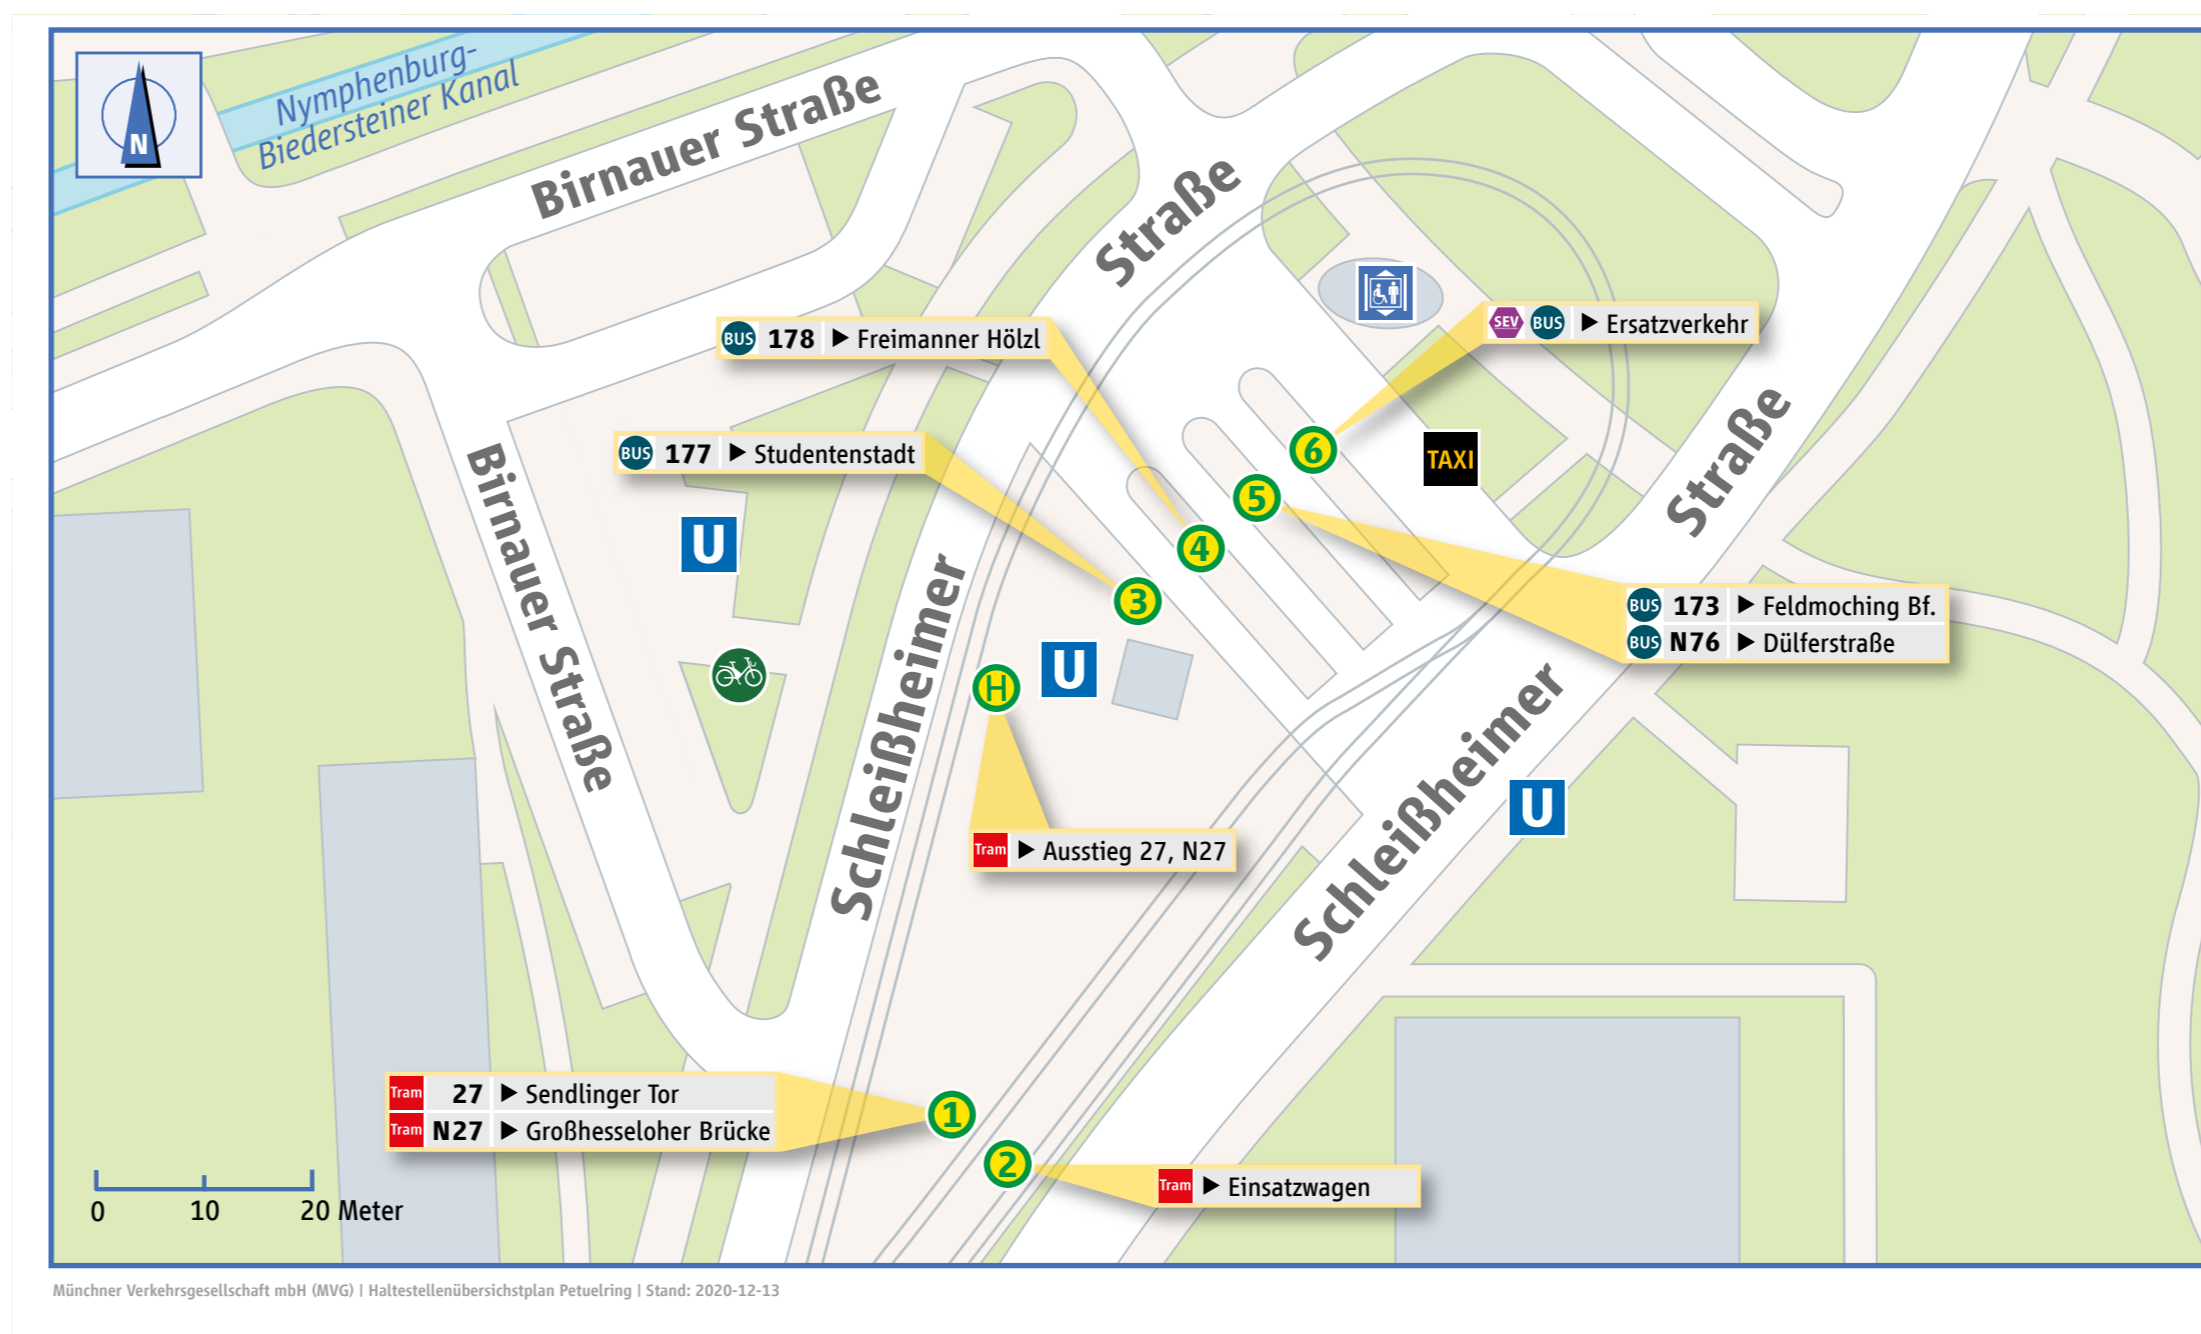 Nymphenburg-
Biedersteiner Kanal
N
Birnauer Straße
Straße
BUS 178 ▶ Freimanner Hölzl
SEV BUS ▶ Ersatzverkehr
BUS 177 ▶ Studentenstadt
6
TAXI
5
4
3
Straße
Birnauer Straße
U
BUS 173 ▶ Feldmoching Bf.
BUS N76 ▶ Dülferstraße
H
U
Schleißheimer
Schleißheimer
U
Tram ▶ Ausstieg 27, N27
Tram 27 ▶ Sendlinger Tor
Tram N27 ▶ Großhesseloher Brücke
1
2
Tram ▶ Einsatzwagen
0 10 20 Meter
Münchner Verkehrsgesellschaft mbH (MVG) | Haltestellenübersichstplan Petuelring | Stand: 2020-12-13